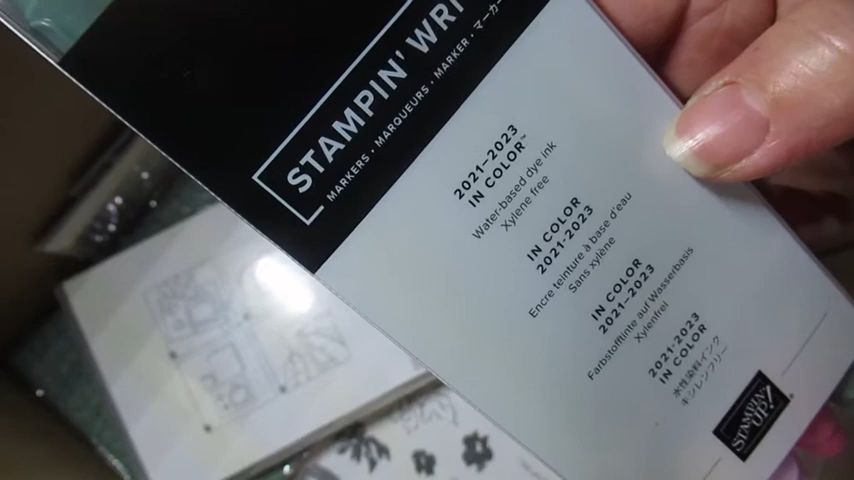 STAMPIN' WRI
MARKERS • MARQUEURS • MARKER • マーカー
2021–2023
IN COLOR™
Water-based dye ink
Xylene free
IN COLOR
2021-2023
Encre teinture à base d'eau
Sans xylène
IN COLOR
2021–2023
Farbstofftinte auf Wasserbasis
Xylenfrei
2021-2023
IN COLOR
水性染料インク
キシレンフリー
STAMPIN'
UP!